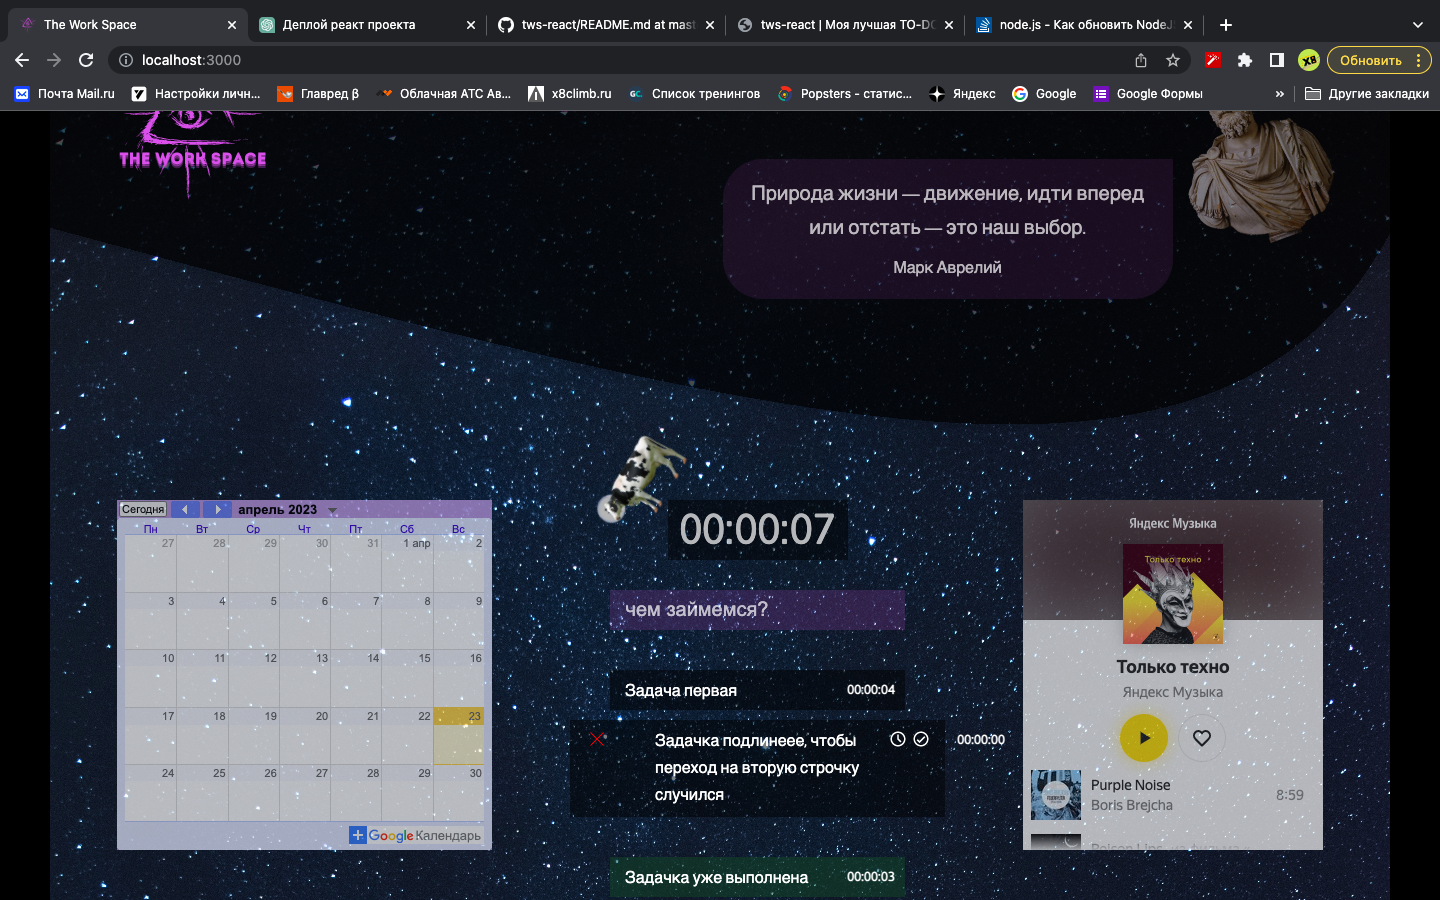 The Work Space
Деплой реакт проекта
tws-react/README.md at mast
tws-react | Моя лучшая TO-DO
node.js - Как обновить NodeJ
localhost:3000
X8
Обновить
Почта Mail.ru
Настройки личн...
Главред β
Облачная АТС Ав...
x8climb.ru
Список тренингов
Popsters - статис...
Яндекс
Google
Google Формы
»
Другие закладки
THE WORK SPACE
Природа жизни — движение, идти вперед
или отстать — это наш выбор.
Марк Аврелий
Сегодня
апрель 2023
Пн Вт Ср Чт Пт Сб Вс
27 28 29 30 31 1 апр 2
3 4 5 6 7 8 9
10 11 12 13 14 15 16
17 18 19 20 21 22 23
24 25 26 27 28 29 30
Google Календарь
00:00:07
чем займемся?
Задача первая 00:00:04
Задачка подлинеее, чтобы
переход на вторую строчку
случился
00:00:00
Задачка уже выполнена 00:00:03
Яндекс Музыка
Только техно
Только техно
Яндекс Музыка
Purple Noise
Boris Brejcha
8:59